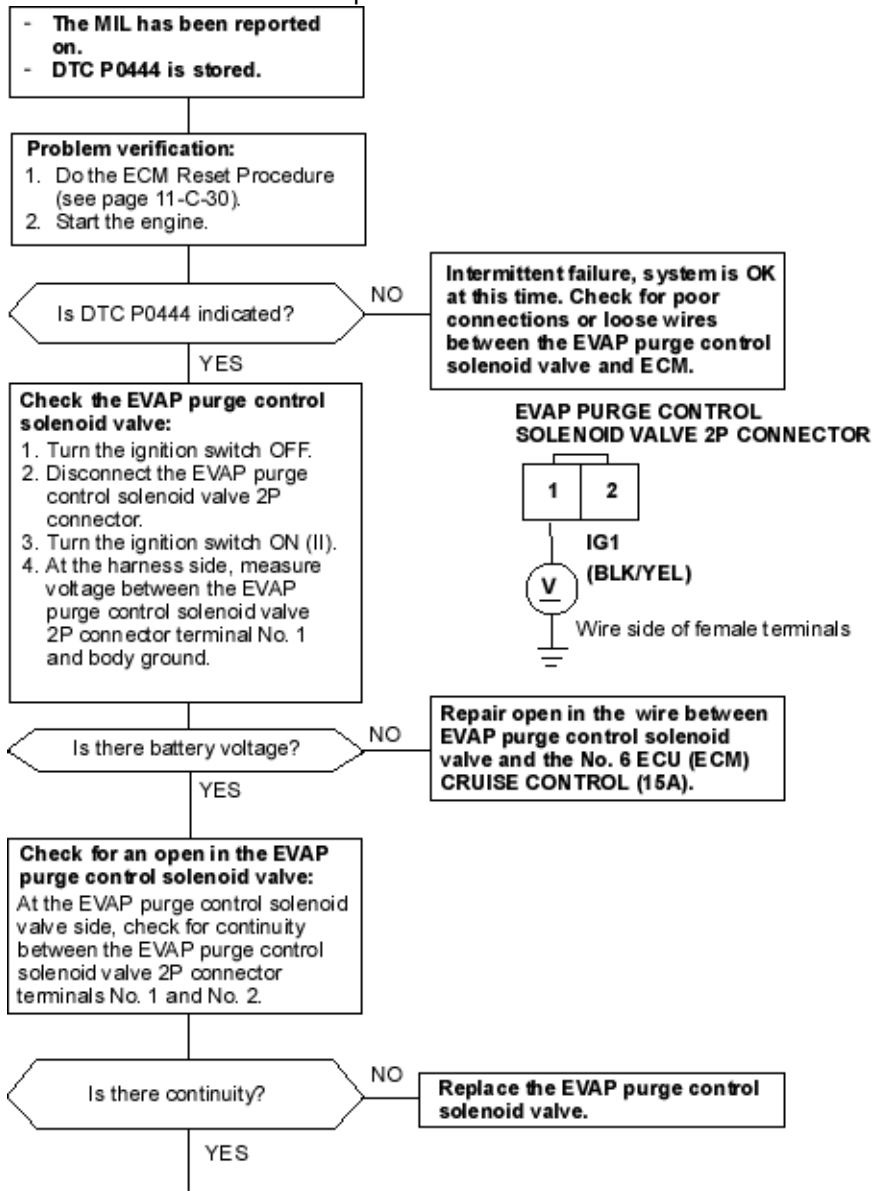 - The MIL has been reported
on.
- DTC P0444 is stored.
Problem verification:
1. Do the ECM Reset Procedure
(see page 11-C-30).
2. Start the engine.
Is DTC P0444 indicated?
NO
Intermittent failure, system is OK
at this time. Check for poor
connections or loose wires
between the EVAP purge control
solenoid valve and ECM.
YES
Check the EVAP purge control
solenoid valve:
1. Turn the ignition switch OFF.
2. Disconnect the EVAP purge
control solenoid valve 2P
connector.
3. Turn the ignition switch ON (II).
4. At the harness side, measure
voltage between the EVAP
purge control solenoid valve
2P connector terminal No. 1
and body ground.
EVAP PURGE CONTROL
SOLENOID VALVE 2P CONNECTOR
1 2
IG1
(BLK/YEL)
V
Wire side of female terminals
Is there battery voltage?
NO
Repair open in the wire between
EVAP purge control solenoid
valve and the No. 6 ECU (ECM)
CRUISE CONTROL (15A).
YES
Check for an open in the EVAP
purge control solenoid valve:
At the EVAP purge control solenoid
valve side, check for continuity
between the EVAP purge control
solenoid valve 2P connector
terminals No. 1 and No. 2.
Is there continuity?
NO
Replace the EVAP purge control
solenoid valve.
YES